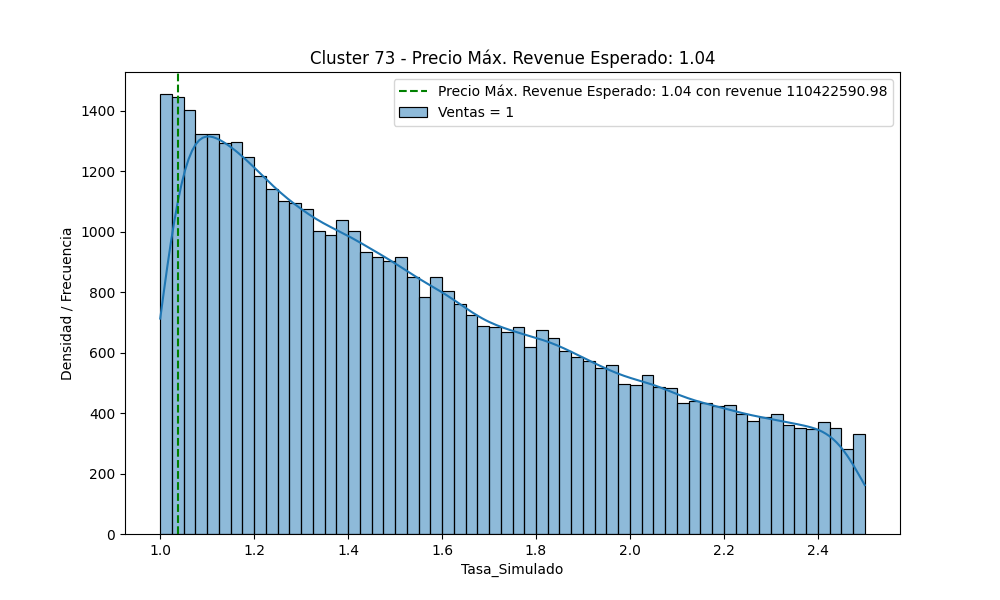 Cluster 73 - Precio Máx. Revenue Esperado: 1.04
Precio Máx. Revenue Esperado: 1.04 con revenue 110422590.98
Ventas = 1
Densidad / Frecuencia
1400
1200
1000
800
600
400
200
0
1.0 1.2 1.4 1.6 1.8 2.0 2.2 2.4
Tasa_Simulado